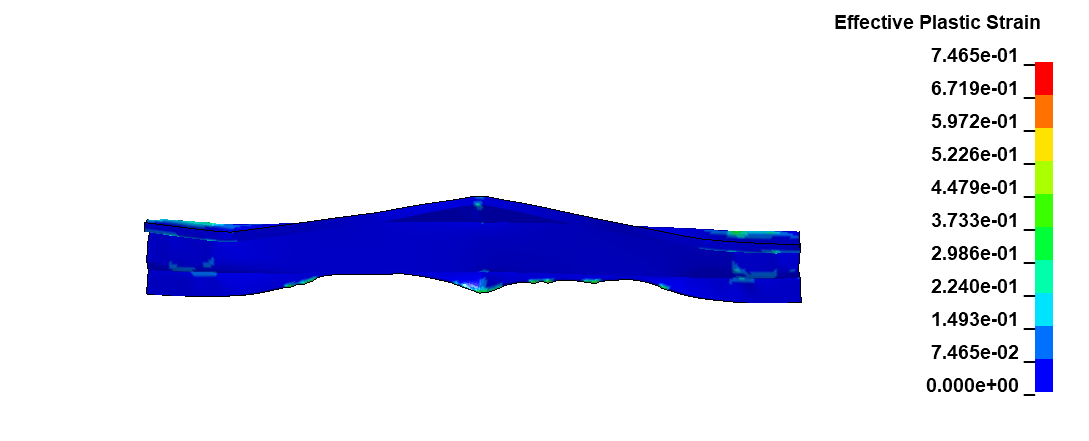 Effective Plastic Strain
7.465e-01
6.719e-01
5.972e-01
5.226e-01
4.479e-01
3.733e-01
2.986e-01
2.240e-01
1.493e-01
7.465e-02
0.000e+00